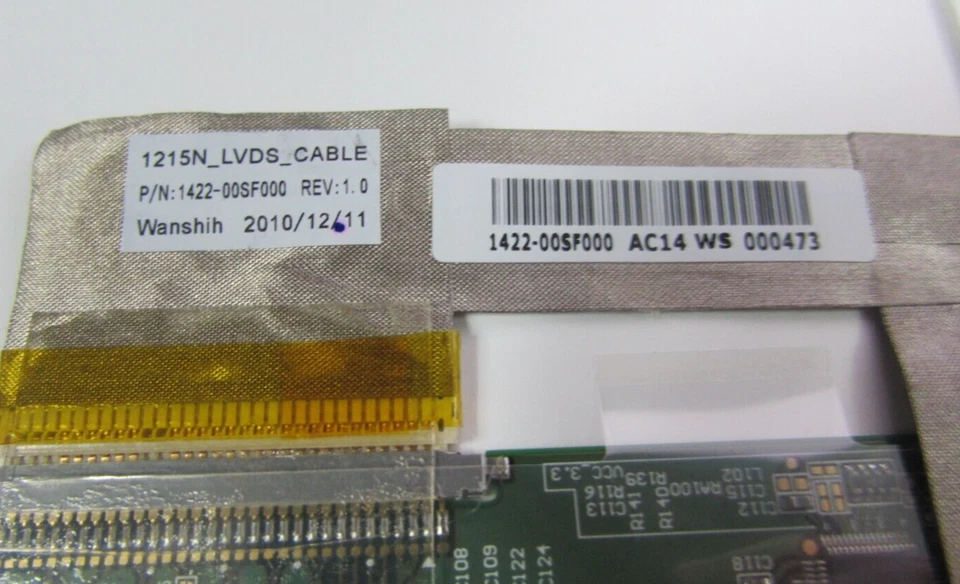 1215N_LVDS_CABLE
P/N:1422-00SF000 REV:1.0
Wanshih 2010/12/11
1422-00SF000 AC14 WS 000473
VCC_3.3
R139
R116
C113
R140
R141
L102
RA100
C115
C112
C118
C108
C109
C122
C124